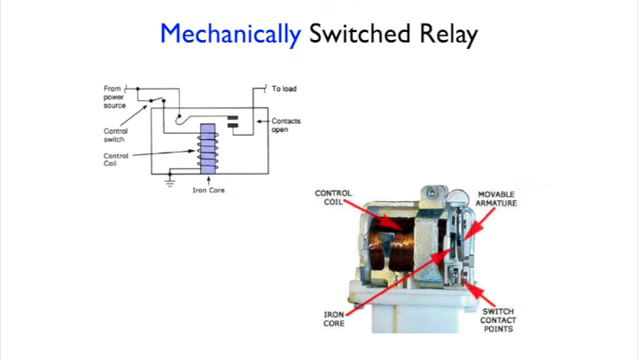 Mechanically Switched Relay
From
power
source
To load
Control
switch
Contacts
open
Control
Coil
Iron Core
CONTROL
COIL
MOVABLE
ARMATURE
IRON
CORE
SWITCH
CONTACT
POINTS